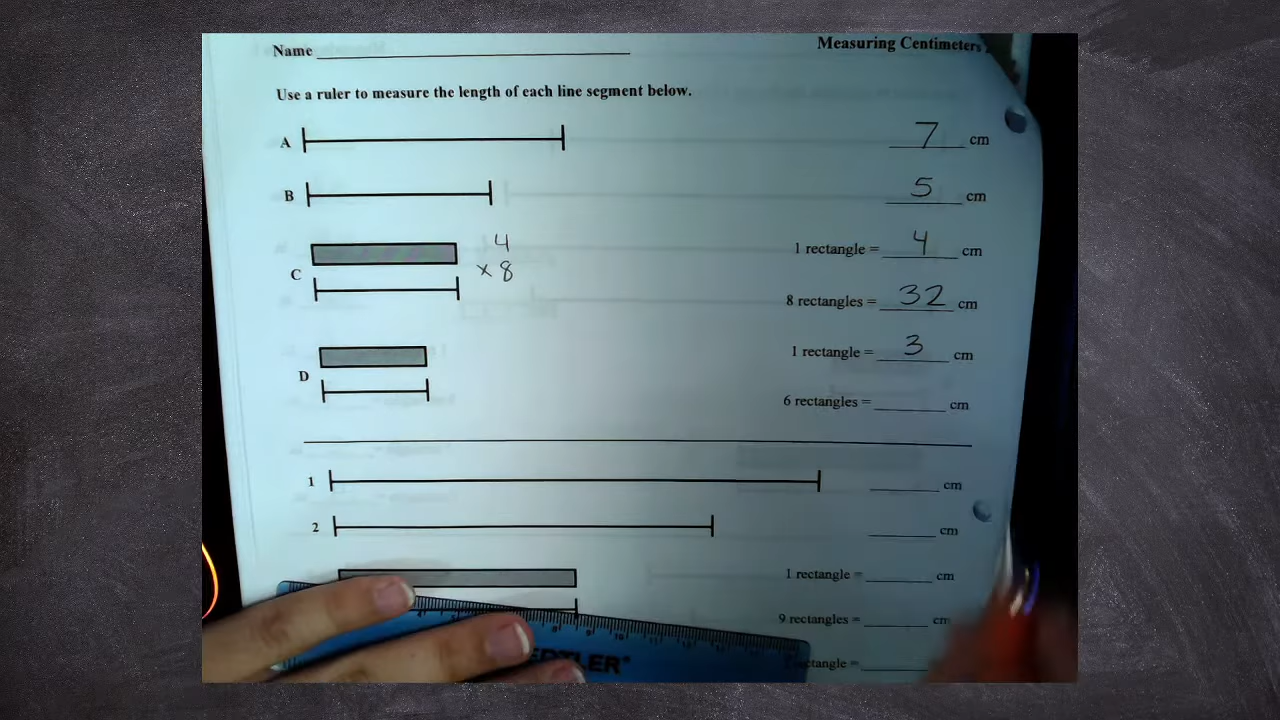 Name Measuring Centimeters
Use a ruler to measure the length of each line segment below.
A 7 cm
B 5 cm
4
1 rectangle = 4 cm
C × 8
8 rectangles = 32 cm
1 rectangle = 3 cm
D
6 rectangles = cm
1 cm
2 cm
1 rectangle = cm
9 rectangles = cm